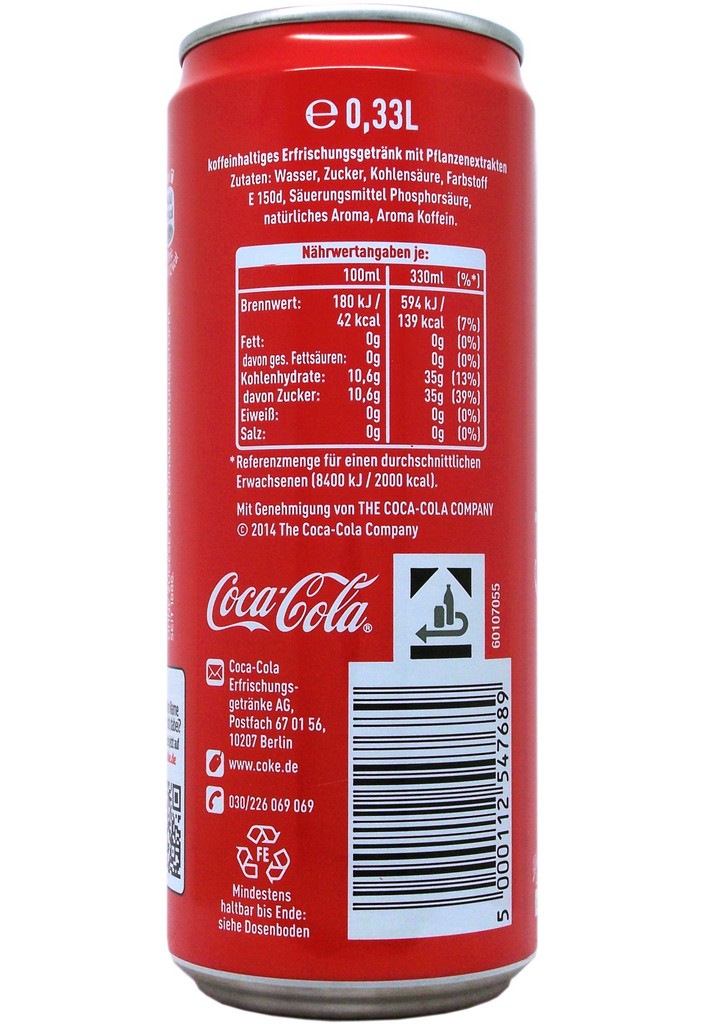 ℮ 0,33L
koffeinhaltiges Erfrischungsgetränk mit Pflanzenextrakten
Zutaten: Wasser, Zucker, Kohlensäure, Farbstoff
E 150d, Säuerungsmittel Phosphorsäure,
natürliches Aroma, Aroma Koffein.
Nährwertangaben je:
100ml 330ml (%*)
Brennwert: 180 kJ / 594 kJ /
42 kcal 139 kcal (7%)
Fett: 0g 0g (0%)
davon ges. Fettsäuren: 0g 0g (0%)
Kohlenhydrate: 10,6g 35g (13%)
davon Zucker: 10,6g 35g (39%)
Eiweiß: 0g 0g (0%)
Salz: 0g 0g (0%)
*Referenzmenge für einen durchschnittlichen
Erwachsenen (8400 kJ / 2000 kcal).
Mit Genehmigung von THE COCA-COLA COMPANY
© 2014 The Coca-Cola Company
Coca-Cola®
60107055
Coca-Cola
Erfrischungs-
getränke AG,
Postfach 67 01 56,
10207 Berlin
www.coke.de
030/226 069 069
FE
Mindestens
haltbar bis Ende:
siehe Dosenboden
5 000112 547689
SEIT 1886.